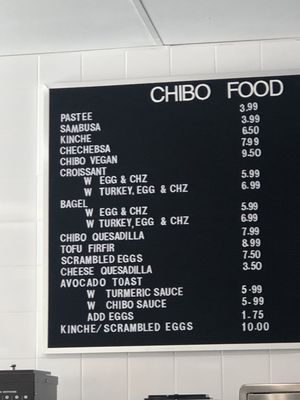 CHIBO FOOD
PASTEE 3.99
SAMBUSA 3.99
KINCHE 6.50
CHECHEBSA 7.99
CHIBO VEGAN 9.50
CROISSANT
W EGG & CHZ 5.99
W TURKEY, EGG & CHZ 6.99
BAGEL
W EGG & CHZ 5.99
W TURKEY, EGG & CHZ 6.99
CHIBO QUESADILLA 7.99
TOFU FIRFIR 8.99
SCRAMBLED EGGS 7.50
CHEESE QUESADILLA 3.50
AVOCADO TOAST
W TURMERIC SAUCE 5.99
W CHIBO SAUCE 5.99
ADD EGGS 1.75
KINCHE/SCRAMBLED EGGS 10.00